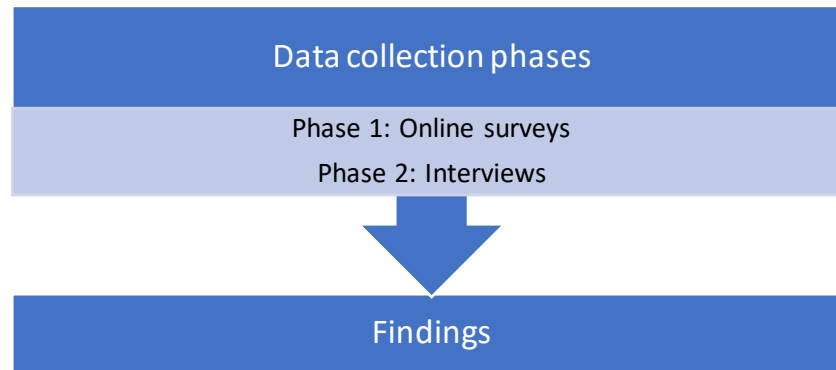 Data collection phases
Phase 1: Online surveys
Phase 2: Interviews
Findings